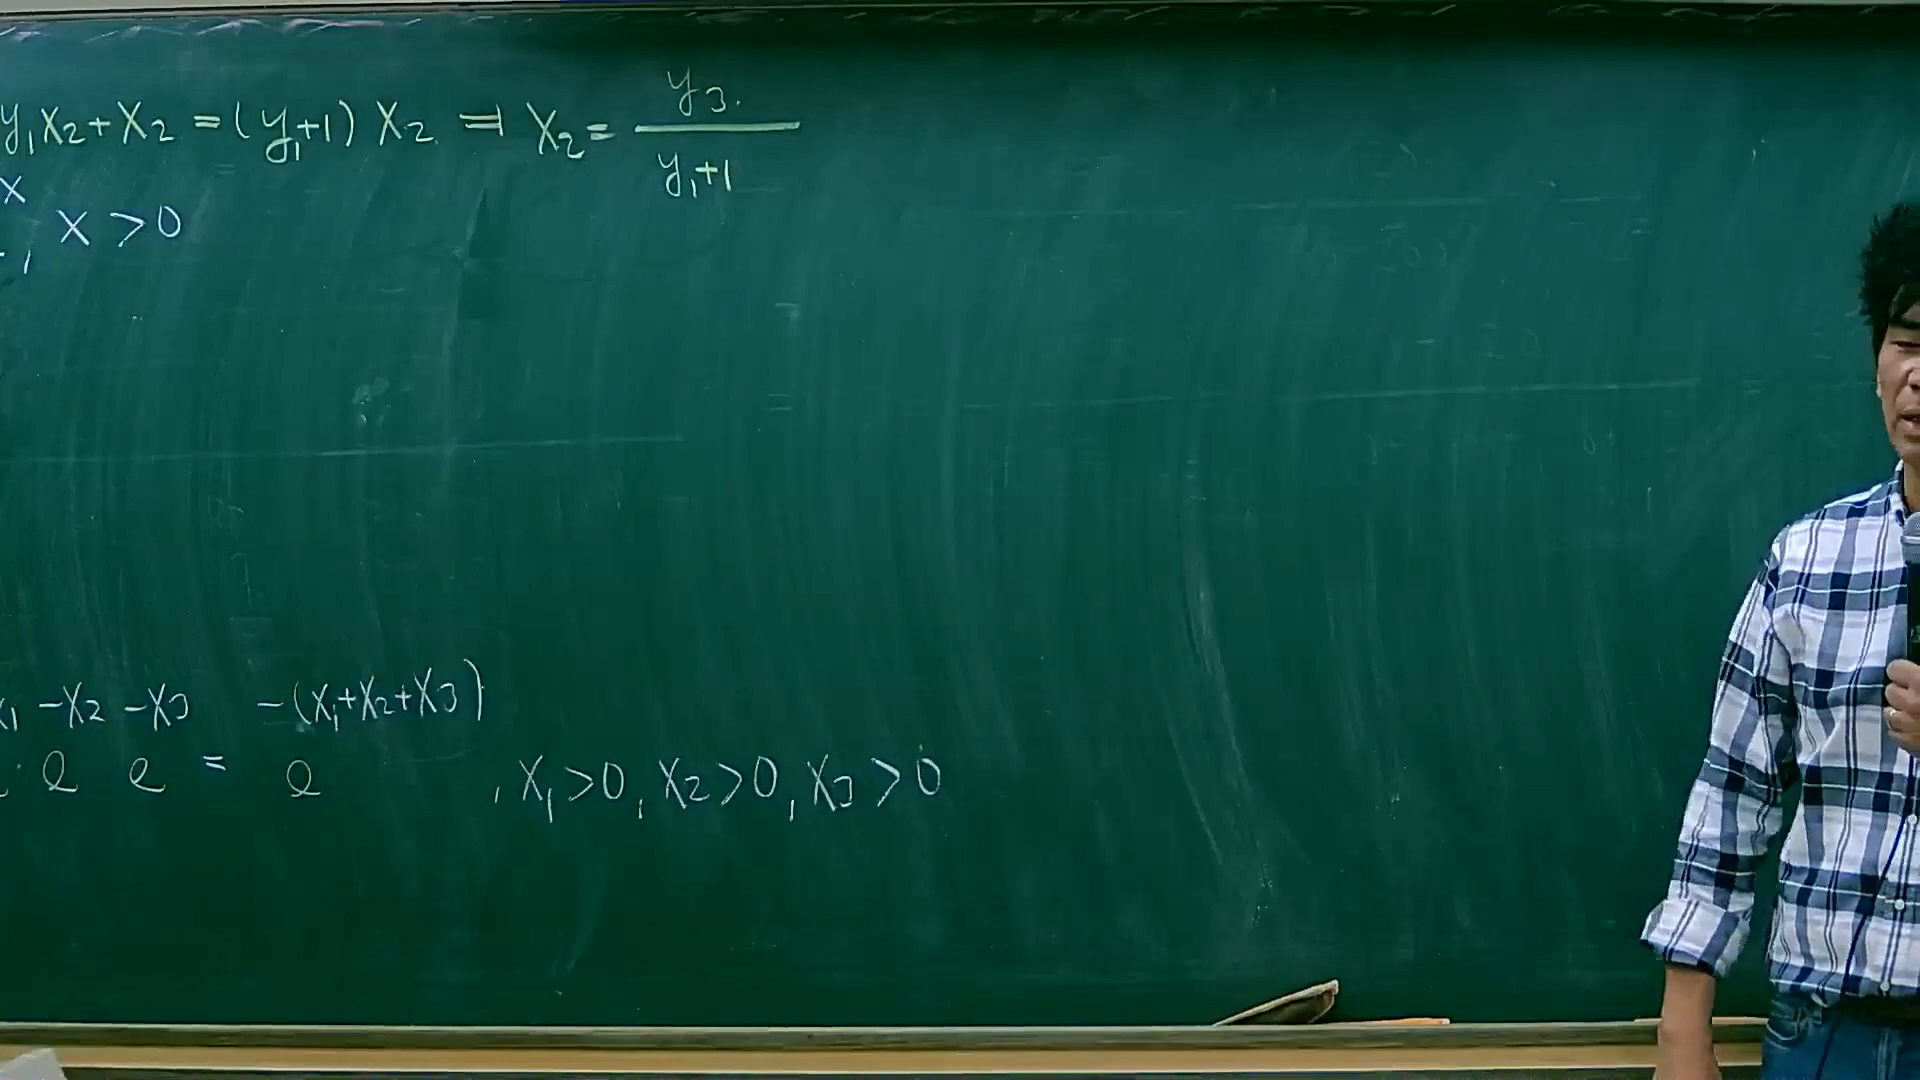 y₁x₂+x₂ = (y₁+1) x₂ ⇒ x₂ = y₃ / (y₁+1)
x
, x > 0
x₁ -x₂ -x₃ -(x₁+x₂+x₃)
e e = e , x₁>0, x₂>0, x₃>0